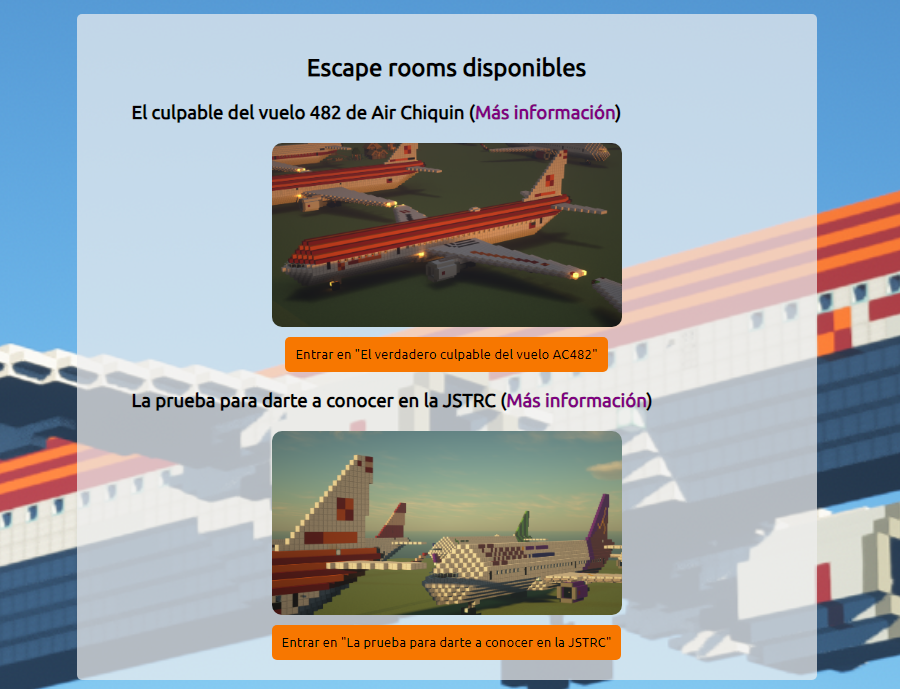 Escape rooms disponibles
El culpable del vuelo 482 de Air Chiquin (Más información)
Entrar en "El verdadero culpable del vuelo AC482"
La prueba para darte a conocer en la JSTRC (Más información)
Entrar en "La prueba para darte a conocer en la JSTRC"